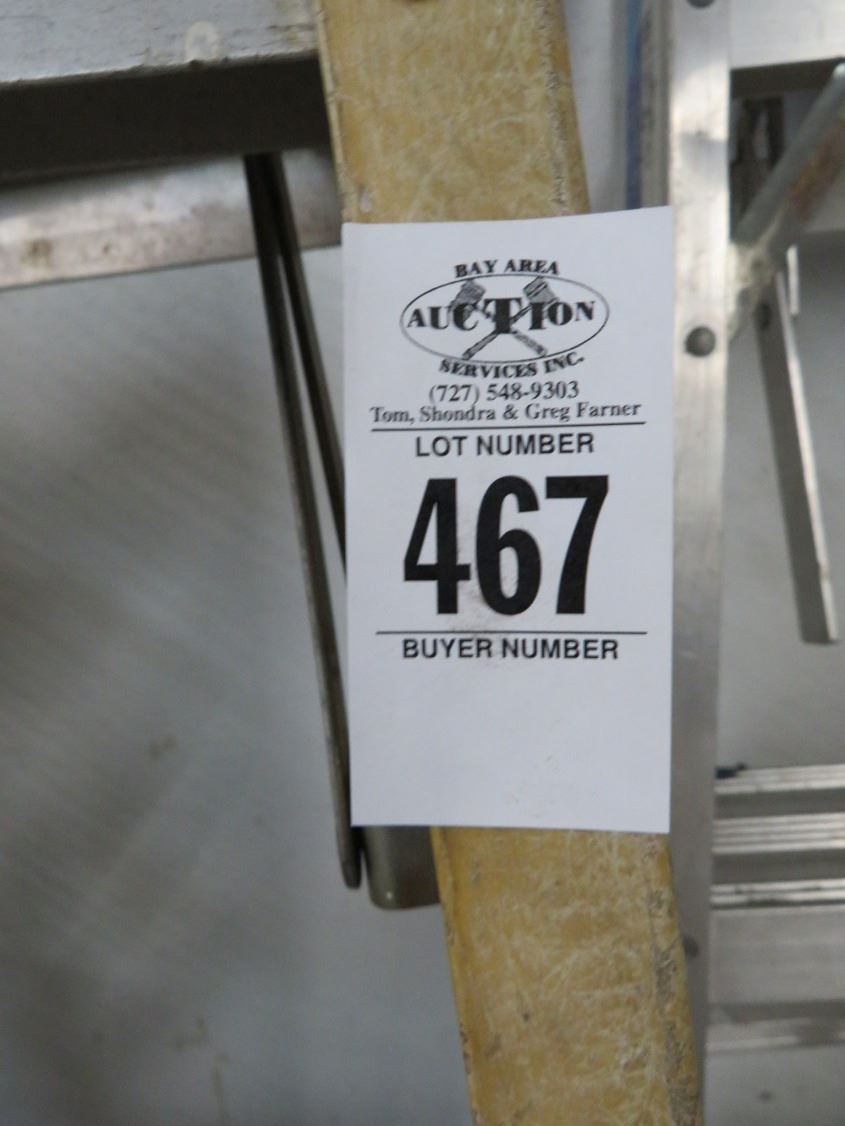 BAY AREA
AUCTION
SERVICES INC.
(727) 548-9303
Tom, Shondra & Greg Farner
LOT NUMBER
467
BUYER NUMBER